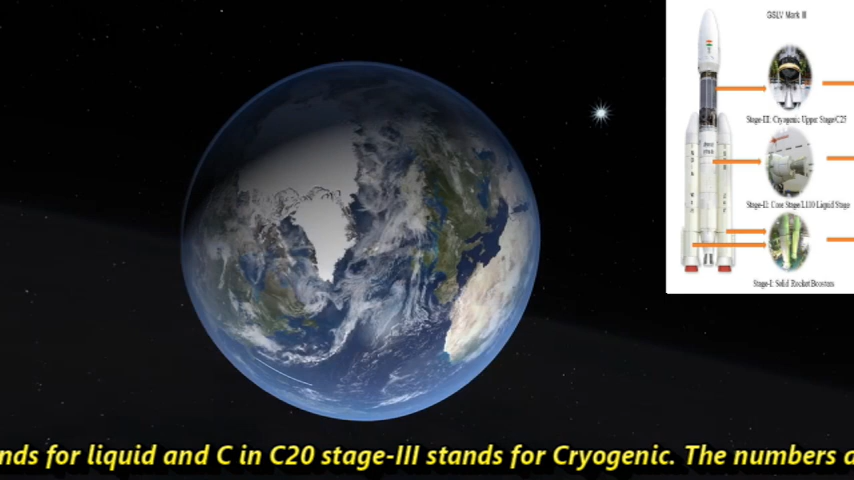 GSLV Mark III
Stage-III: Cryogenic Upper Stage/C25
Stage-II: Core Stage/L110 Liquid Stage
Stage-I: Solid Rocket Boosters
nds for liquid and C in C20 stage-III stands for Cryogenic. The numbers a